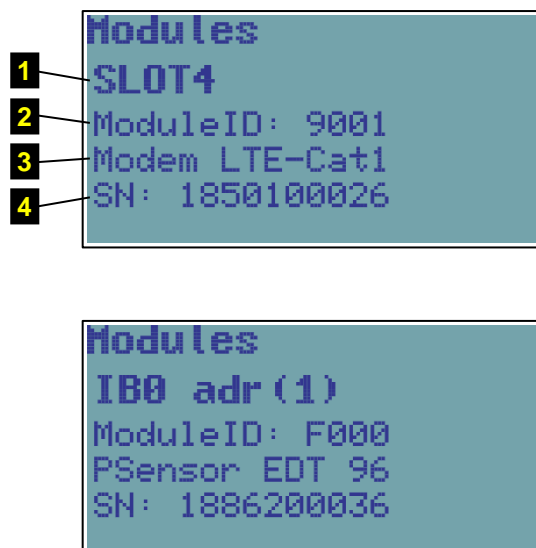 Modules
1
SLOT4
2
ModuleID: 9001
3
Modem LTE-Cat1
4
SN: 1850100026
Modules
IB0 adr(1)
ModuleID: F000
PSensor EDT 96
SN: 1886200036